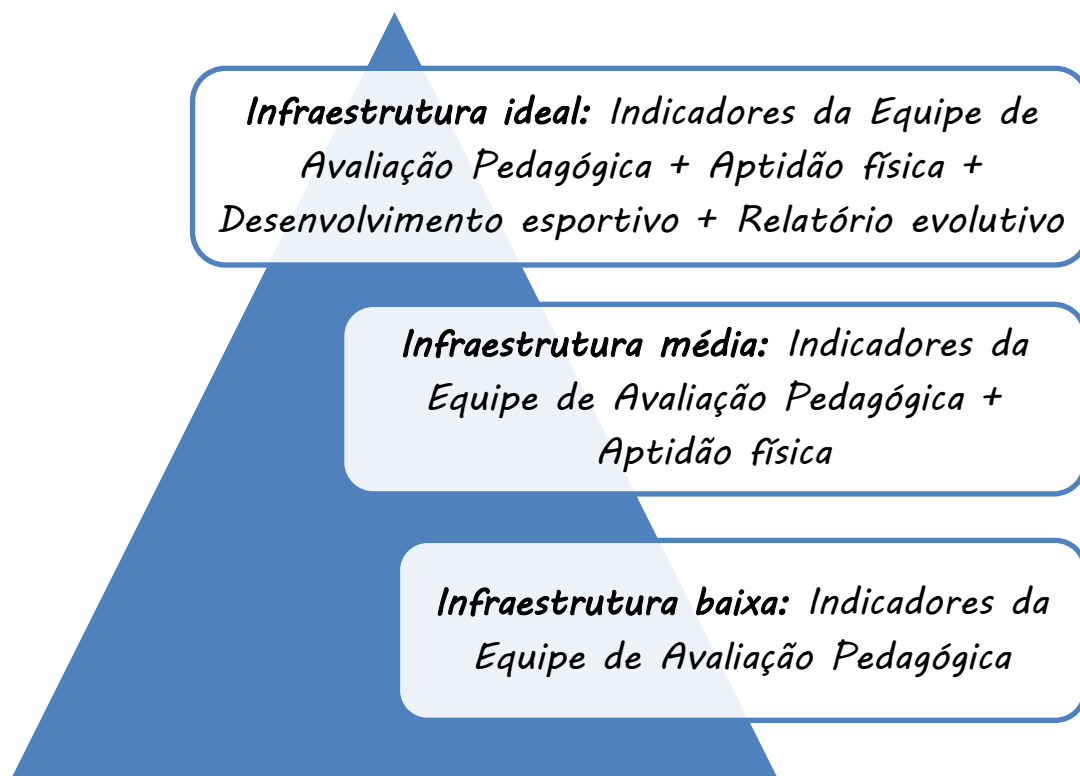 Infraestrutura ideal: Indicadores da Equipe de
Avaliação Pedagógica + Aptidão física +
Desenvolvimento esportivo + Relatório evolutivo
Infraestrutura média: Indicadores da
Equipe de Avaliação Pedagógica +
Aptidão física
Infraestrutura baixa: Indicadores da
Equipe de Avaliação Pedagógica